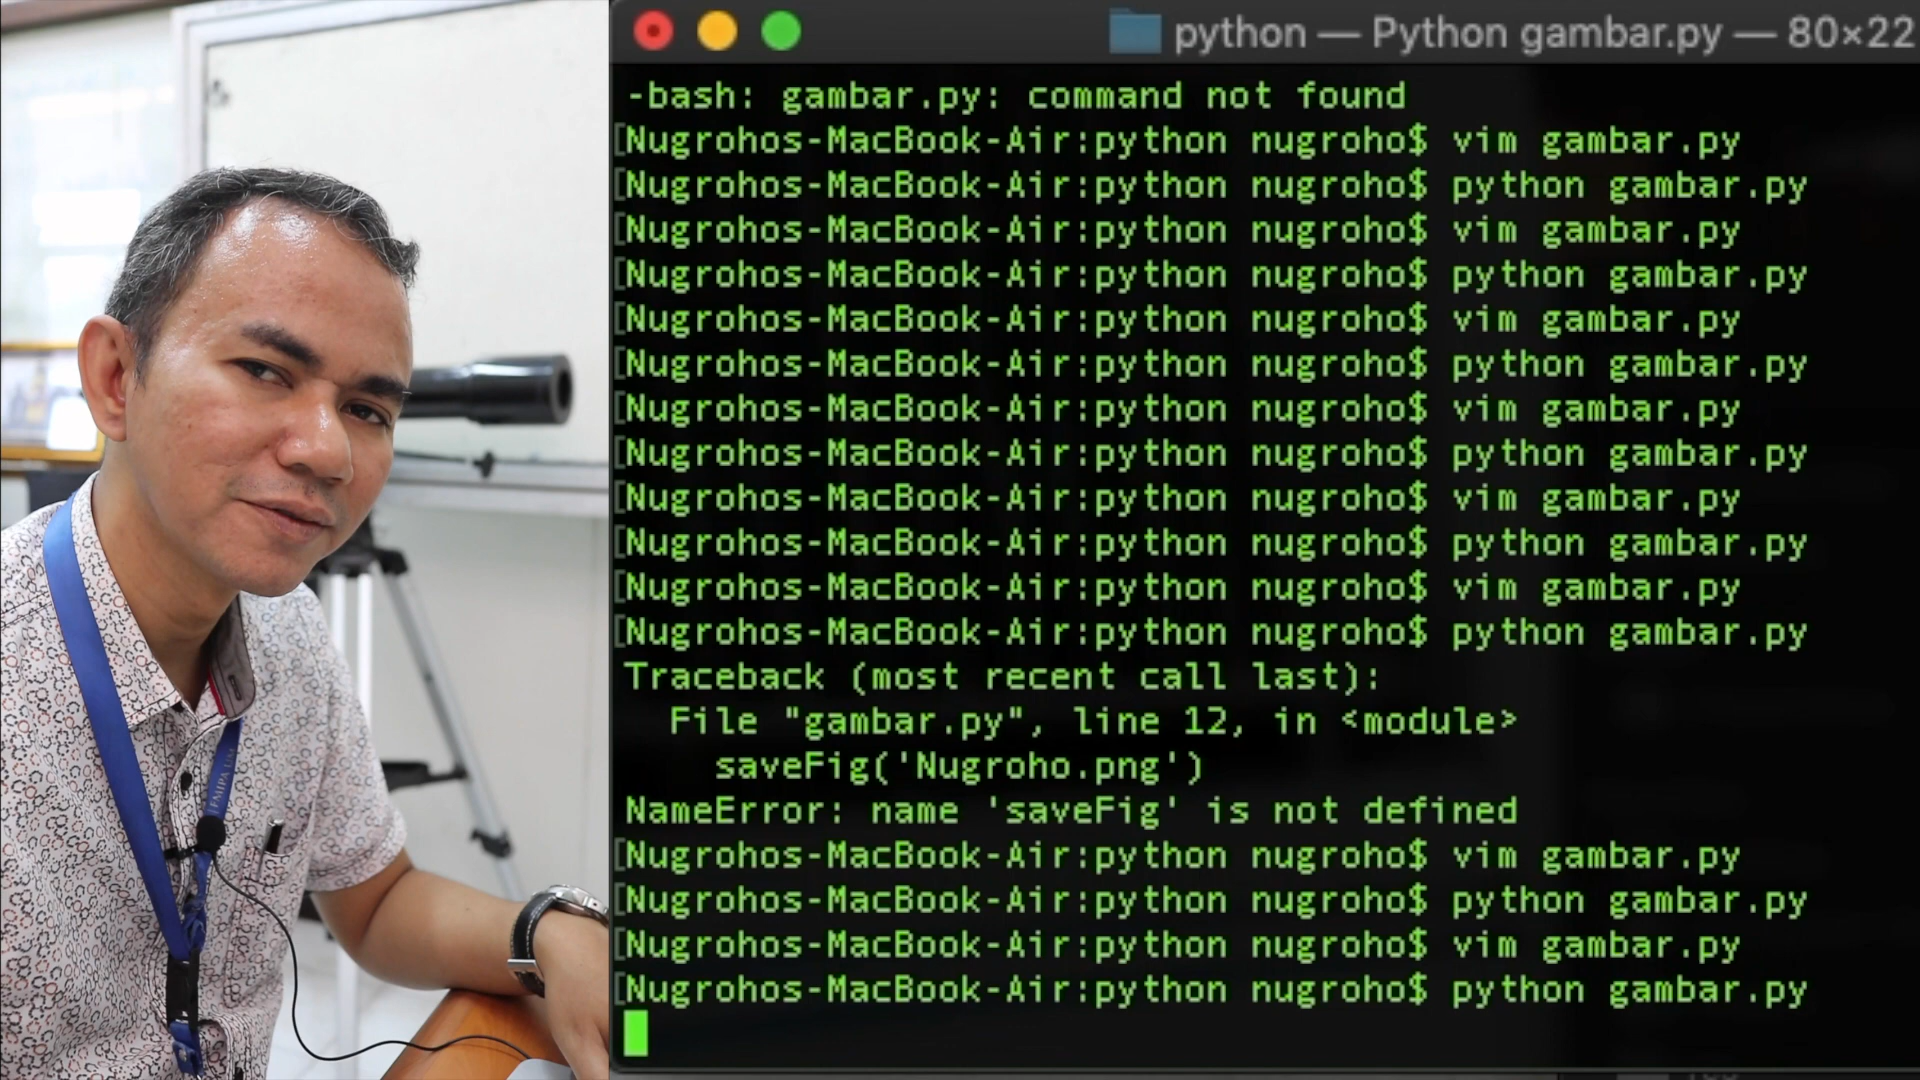 python — Python gambar.py — 80×22
-bash: gambar.py: command not found
[Nugrohos-MacBook-Air:python nugroho$ vim gambar.py
[Nugrohos-MacBook-Air:python nugroho$ python gambar.py
[Nugrohos-MacBook-Air:python nugroho$ vim gambar.py
[Nugrohos-MacBook-Air:python nugroho$ python gambar.py
[Nugrohos-MacBook-Air:python nugroho$ vim gambar.py
[Nugrohos-MacBook-Air:python nugroho$ python gambar.py
[Nugrohos-MacBook-Air:python nugroho$ vim gambar.py
[Nugrohos-MacBook-Air:python nugroho$ python gambar.py
[Nugrohos-MacBook-Air:python nugroho$ vim gambar.py
[Nugrohos-MacBook-Air:python nugroho$ python gambar.py
[Nugrohos-MacBook-Air:python nugroho$ vim gambar.py
[Nugrohos-MacBook-Air:python nugroho$ python gambar.py
Traceback (most recent call last):
  File "gambar.py", line 12, in <module>
    saveFig('Nugroho.png')
NameError: name 'saveFig' is not defined
[Nugrohos-MacBook-Air:python nugroho$ vim gambar.py
[Nugrohos-MacBook-Air:python nugroho$ python gambar.py
[Nugrohos-MacBook-Air:python nugroho$ vim gambar.py
[Nugrohos-MacBook-Air:python nugroho$ python gambar.py
FMIPA